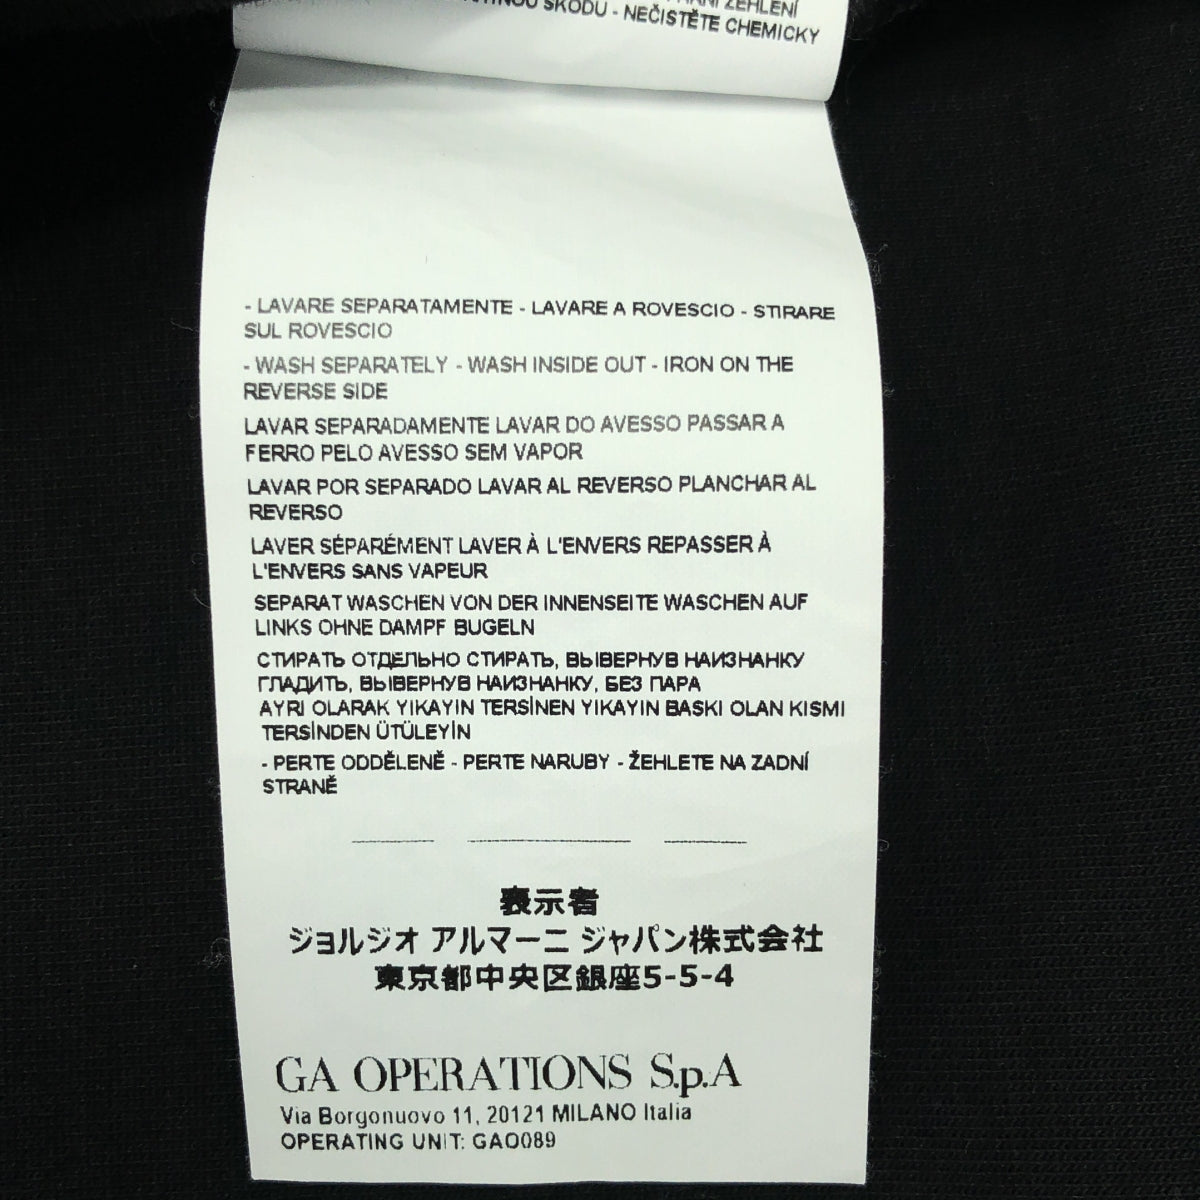 ŽEHLENÍ
ŠKODU - NEČISTĚTE CHEMICKY
- LAVARE SEPARATAMENTE - LAVARE A ROVESCIO - STIRARE
SUL ROVESCIO
- WASH SEPARATELY - WASH INSIDE OUT - IRON ON THE
REVERSE SIDE
LAVAR SEPARADAMENTE LAVAR DO AVESSO PASSAR A
FERRO PELO AVESSO SEM VAPOR
LAVAR POR SEPARADO LAVAR AL REVERSO PLANCHAR AL
REVERSO
LAVER SÉPARÉMENT LAVER À L'ENVERS REPASSER À
L'ENVERS SANS VAPEUR
SEPARAT WASCHEN VON DER INNENSEITE WASCHEN AUF
LINKS OHNE DAMPF BUGELN
СТИРАТЬ ОТДЕЛЬНО СТИРАТЬ, ВЫВЕРНУВ НАИЗНАНКУ
ГЛАДИТЬ, ВЫВЕРНУВ НАИЗНАНКУ, БЕЗ ПАРА
AYRI OLARAK YIKAYIN TERSİNEN YIKAYIN BASKI OLAN KISMI
TERSİNDEN ÜTÜLEYİN
- PERTE ODDĚLENĚ - PERTE NARUBY - ŽEHLETE NA ZADNÍ
STRANĚ
表示者
ジョルジオ アルマーニ ジャパン株式会社
東京都中央区銀座5-5-4
GA OPERATIONS S.p.A
Via Borgonuovo 11, 20121 MILANO Italia
OPERATING UNIT: GAO089